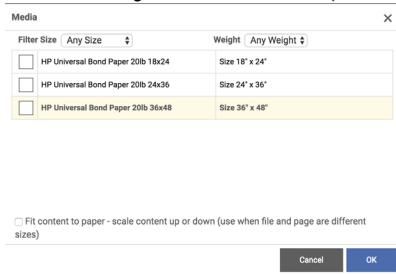 Media ×
Filter Size Any Size Weight Any Weight
HP Universal Bond Paper 20lb 18x24 Size 18" x 24"
HP Universal Bond Paper 20lb 24x36 Size 24" x 36"
HP Universal Bond Paper 20lb 36x48 Size 36" x 48"
Fit content to paper - scale content up or down (use when file and page are different
sizes)
Cancel OK